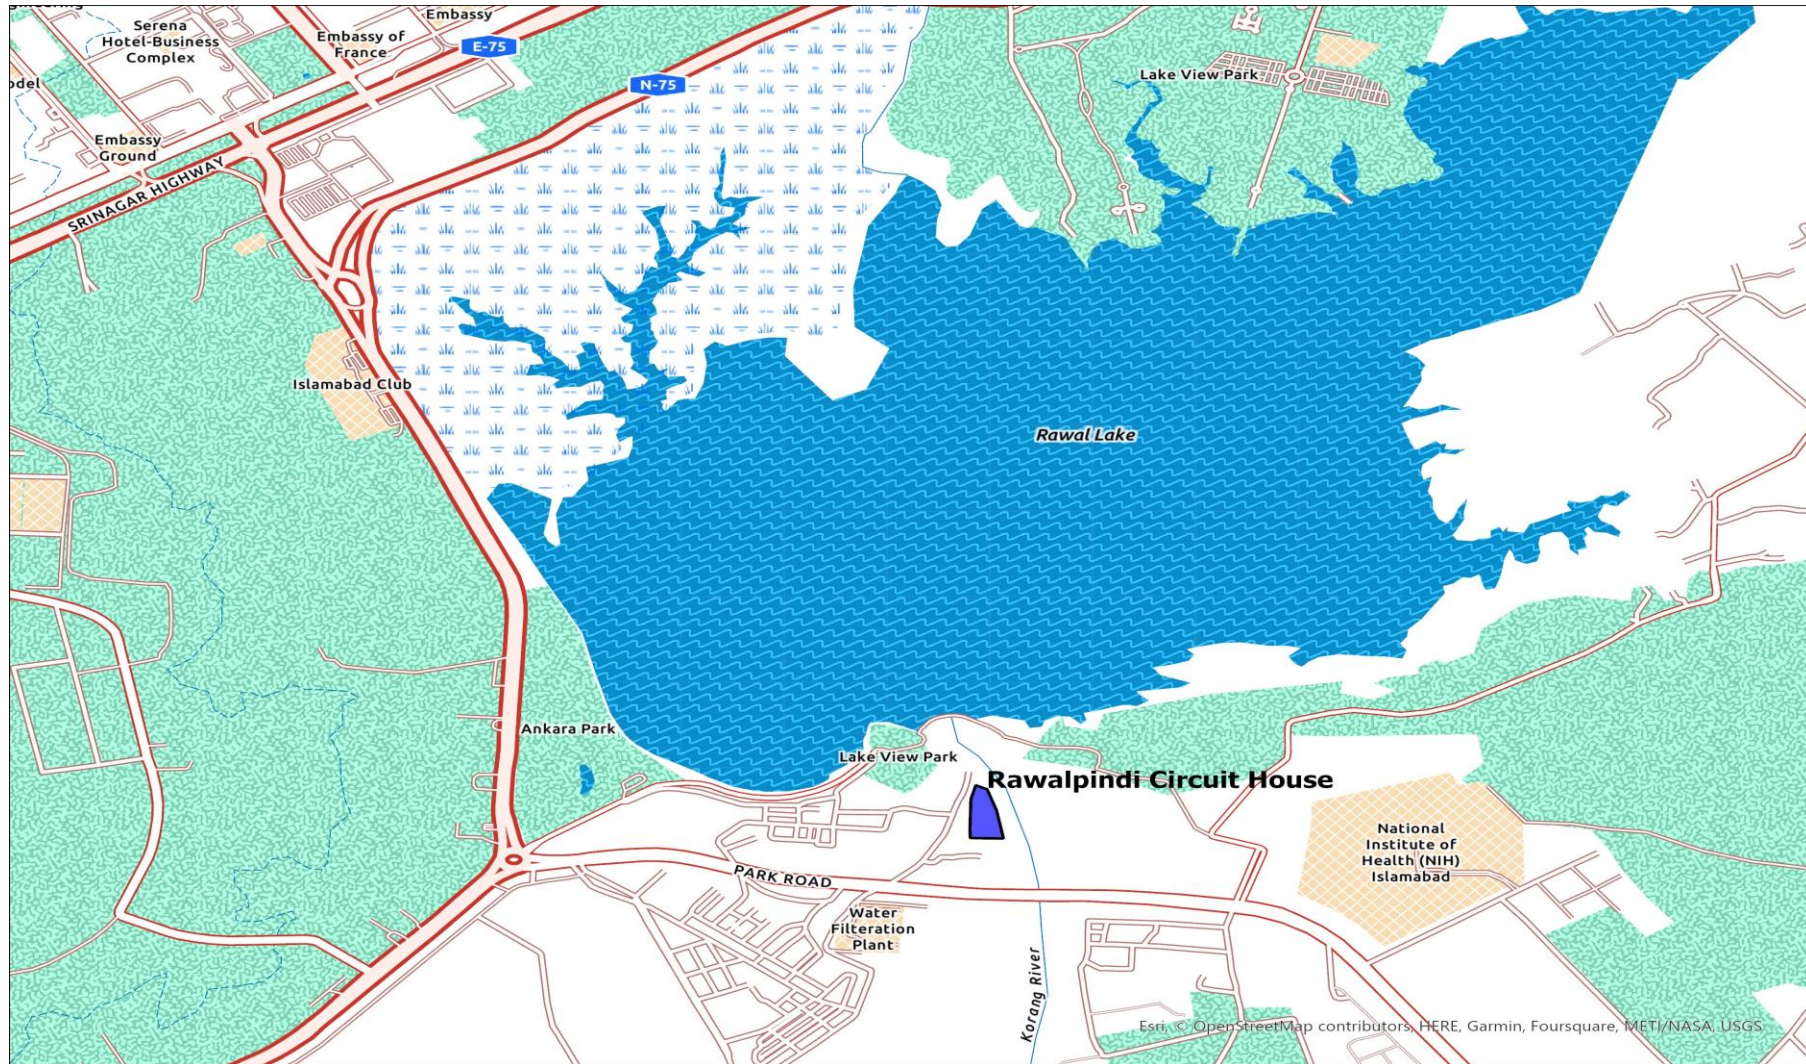 Serena
Hotel-Business
Complex
Embassy of
France
Embassy
E-75
N-75
Lake View Park
Embassy
Ground
SRINAGAR HIGHWAY
Islamabad Club
Rawal Lake
Ankara Park
Lake View Park
Rawalpindi Circuit House
National
Institute of
Health (NIH)
Islamabad
PARK ROAD
Water
Filteration
Plant
Korang River
Esri, © OpenStreetMap contributors, HERE, Garmin, Foursquare, METI/NASA, USGS